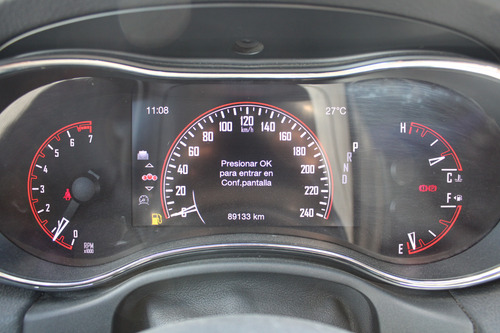 11:08
27°C
Presionar OK
para entrar en
Conf.pantalla
89133 km
0
20
40
60
80
100
120
140
160
180
200
220
240
km/h
P
R
N
D
0
1
2
3
4
5
6
7
RPM
x1000
H
C
F
E